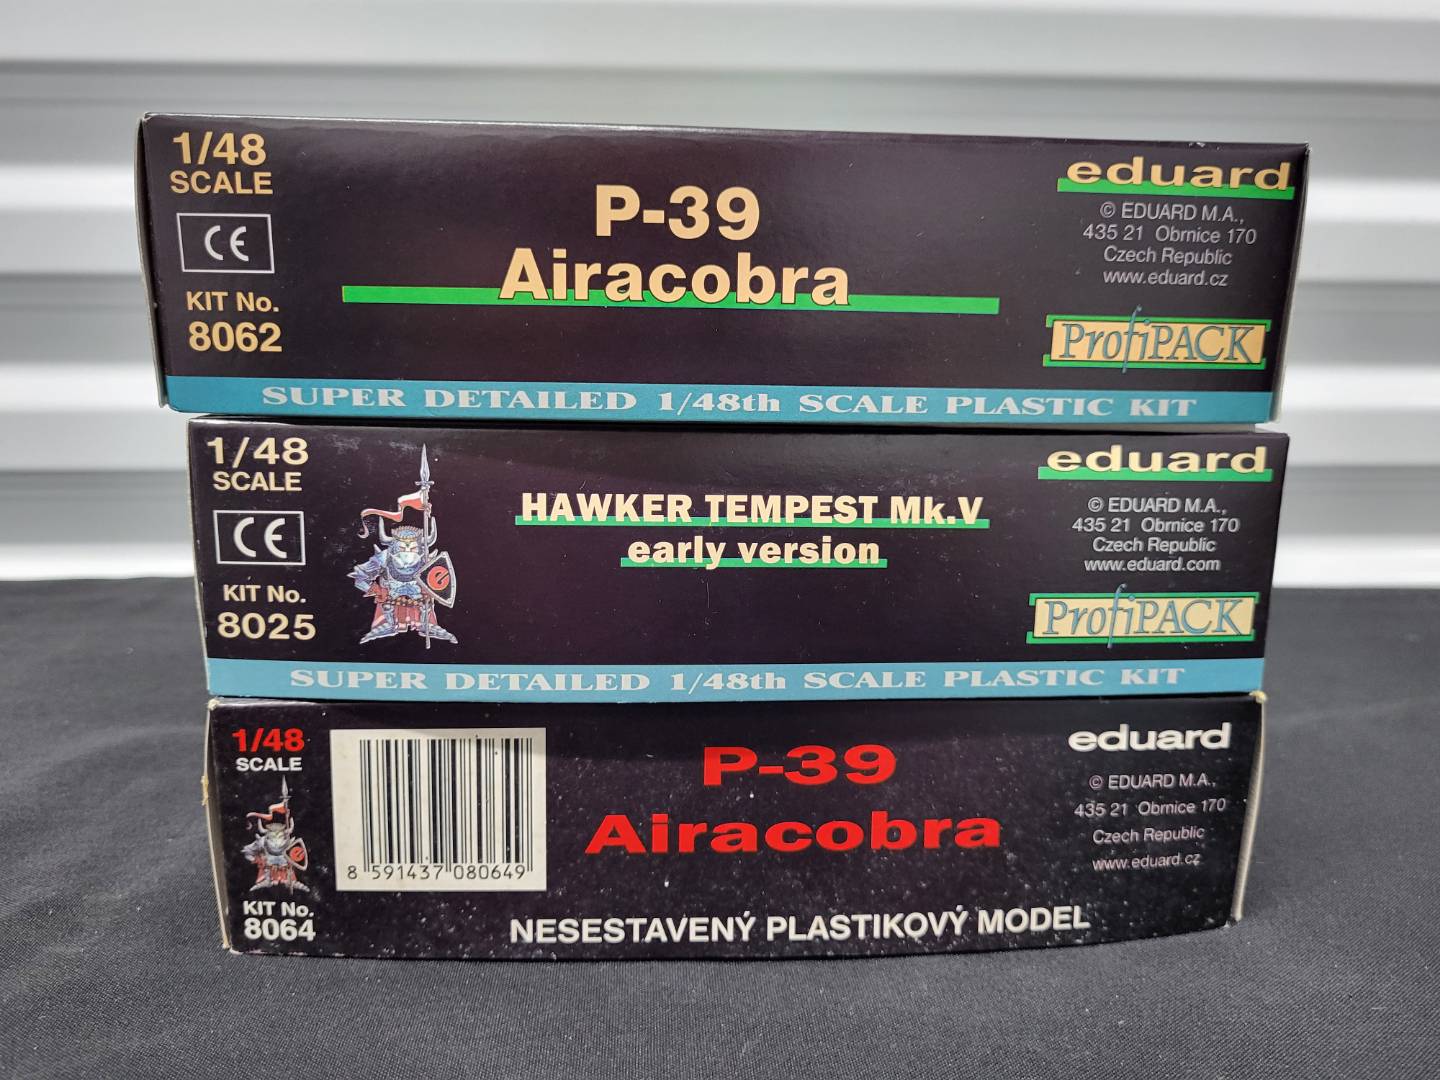 1/48
SCALE
CE
KIT No.
8062
P-39
Airacobra
eduard
© EDUARD M.A.,
435 21 Obrnice 170
Czech Republic
www.eduard.cz
ProfiPACK
SUPER DETAILED 1/48th SCALE PLASTIC KIT
1/48
SCALE
CE
KIT No.
8025
HAWKER TEMPEST Mk.V
early version
e
eduard
© EDUARD M.A.,
435 21 Obrnice 170
Czech Republic
www.eduard.com
ProfiPACK
SUPER DETAILED 1/48th SCALE PLASTIC KIT
1/48
SCALE
e
KIT No.
8064
8 591437 080649
P-39
Airacobra
NESESTAVENÝ PLASTIKOVÝ MODEL
eduard
© EDUARD M.A.,
435 21 Obrnice 170
Czech Republic
www.eduard.cz